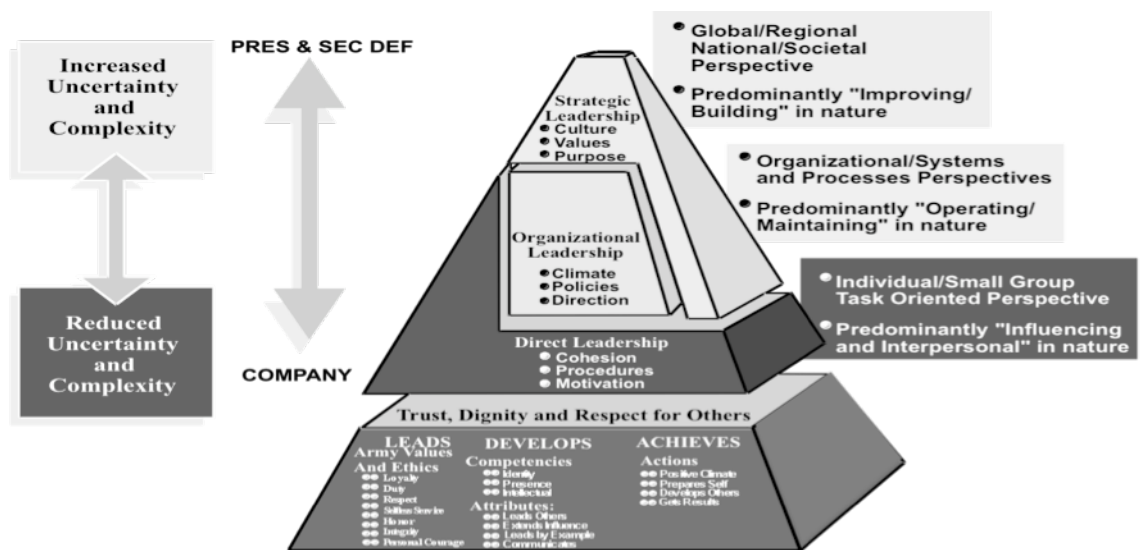 Increased
Uncertainty
and
Complexity
Reduced
Uncertainty
and
Complexity
PRES & SEC DEF
COMPANY
Strategic
Leadership
Culture
Values
Purpose
Organizational
Leadership
Climate
Policies
Direction
Direct Leadership
Cohesion
Procedures
Motivation
Global/Regional
National/Societal
Perspective
Predominantly "Improving/
Building" in nature
Organizational/Systems
and Processes Perspectives
Predominantly "Operating/
Maintaining" in nature
Individual/Small Group
Task Oriented Perspective
Predominantly "Influencing
and Interpersonal" in nature
Trust, Dignity and Respect for Others
LEADS
Army Values
And Ethics
Loyalty
Duty
Respect
Selfless Service
Honor
Integrity
Personal Courage
DEVELOPS
Competencies
Identity
Presence
Intellectual
Attributes:
Leads Others
Extends Influence
Leads by Example
Communicates
ACHIEVES
Actions
Positive Climate
Prepares Self
Develops Others
Gets Results